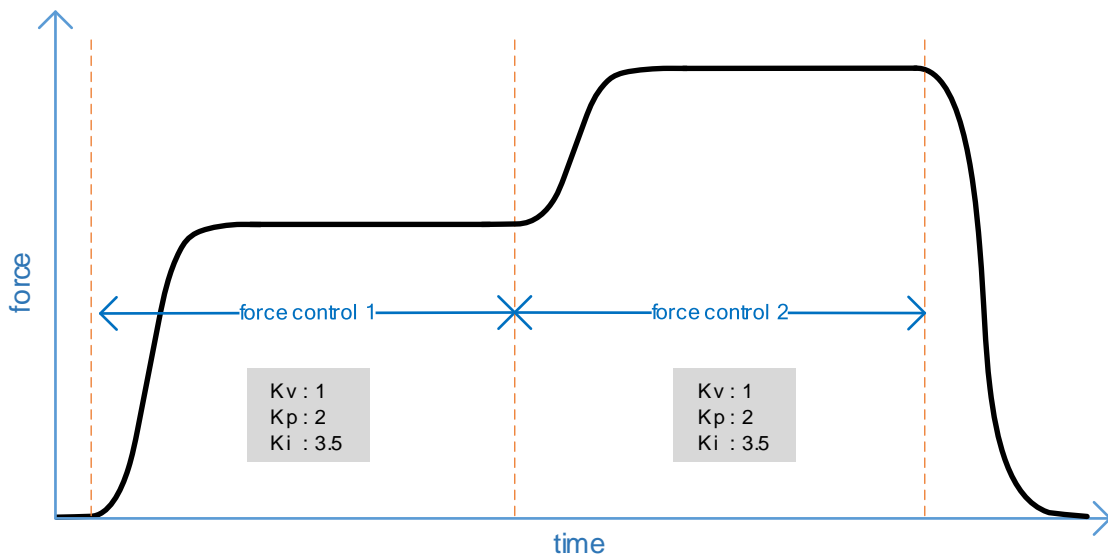 force
force control 1
force control 2
Kv : 1
Kp : 2
Ki : 3.5
Kv : 1
Kp : 2
Ki : 3.5
time